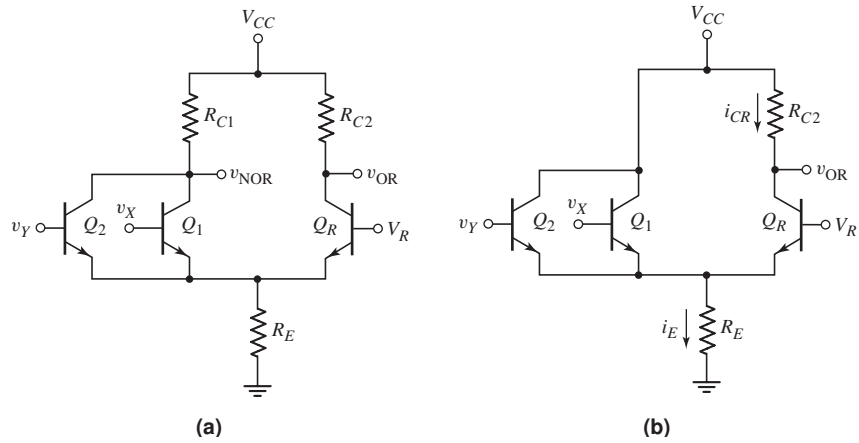 V_CC
R_C1
R_C2
v_NOR
v_OR
v_Y
Q_2
v_X
Q_1
Q_R
V_R
R_E
(a)
V_CC
i_CR
R_C2
v_OR
v_Y
Q_2
v_X
Q_1
Q_R
V_R
i_E
R_E
(b)